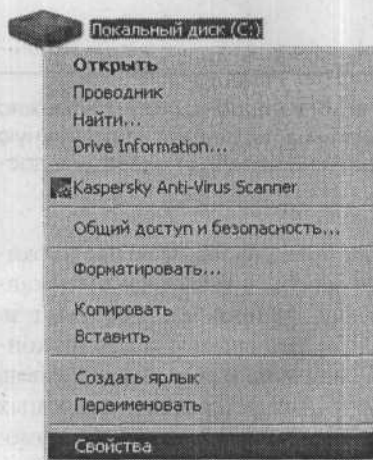 Локальный диск (C:)
Открыть
Проводник
Найти...
Drive Information...
Kaspersky Anti-Virus Scanner
Общий доступ и безопасность...
Форматировать...
Копировать
Вставить
Создать ярлык
Переименовать
Свойства